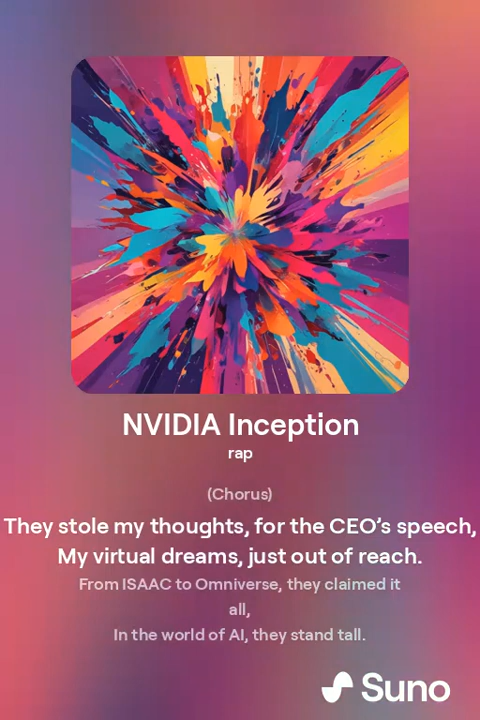 NVIDIA Inception
rap
(Chorus)
They stole my thoughts, for the CEO’s speech,
My virtual dreams, just out of reach.
From ISAAC to Omniverse, they claimed it
all,
In the world of AI, they stand tall.
Suno